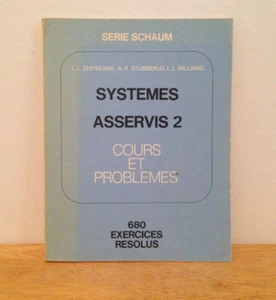 SERIE SCHAUM
J. J. DISTEFANO, A. R. STUBBERUD, I. J. WILLIAMS,
SYSTEMES
ASSERVIS 2
COURS
ET
PROBLEMES
680
EXERCICES
RESOLUS